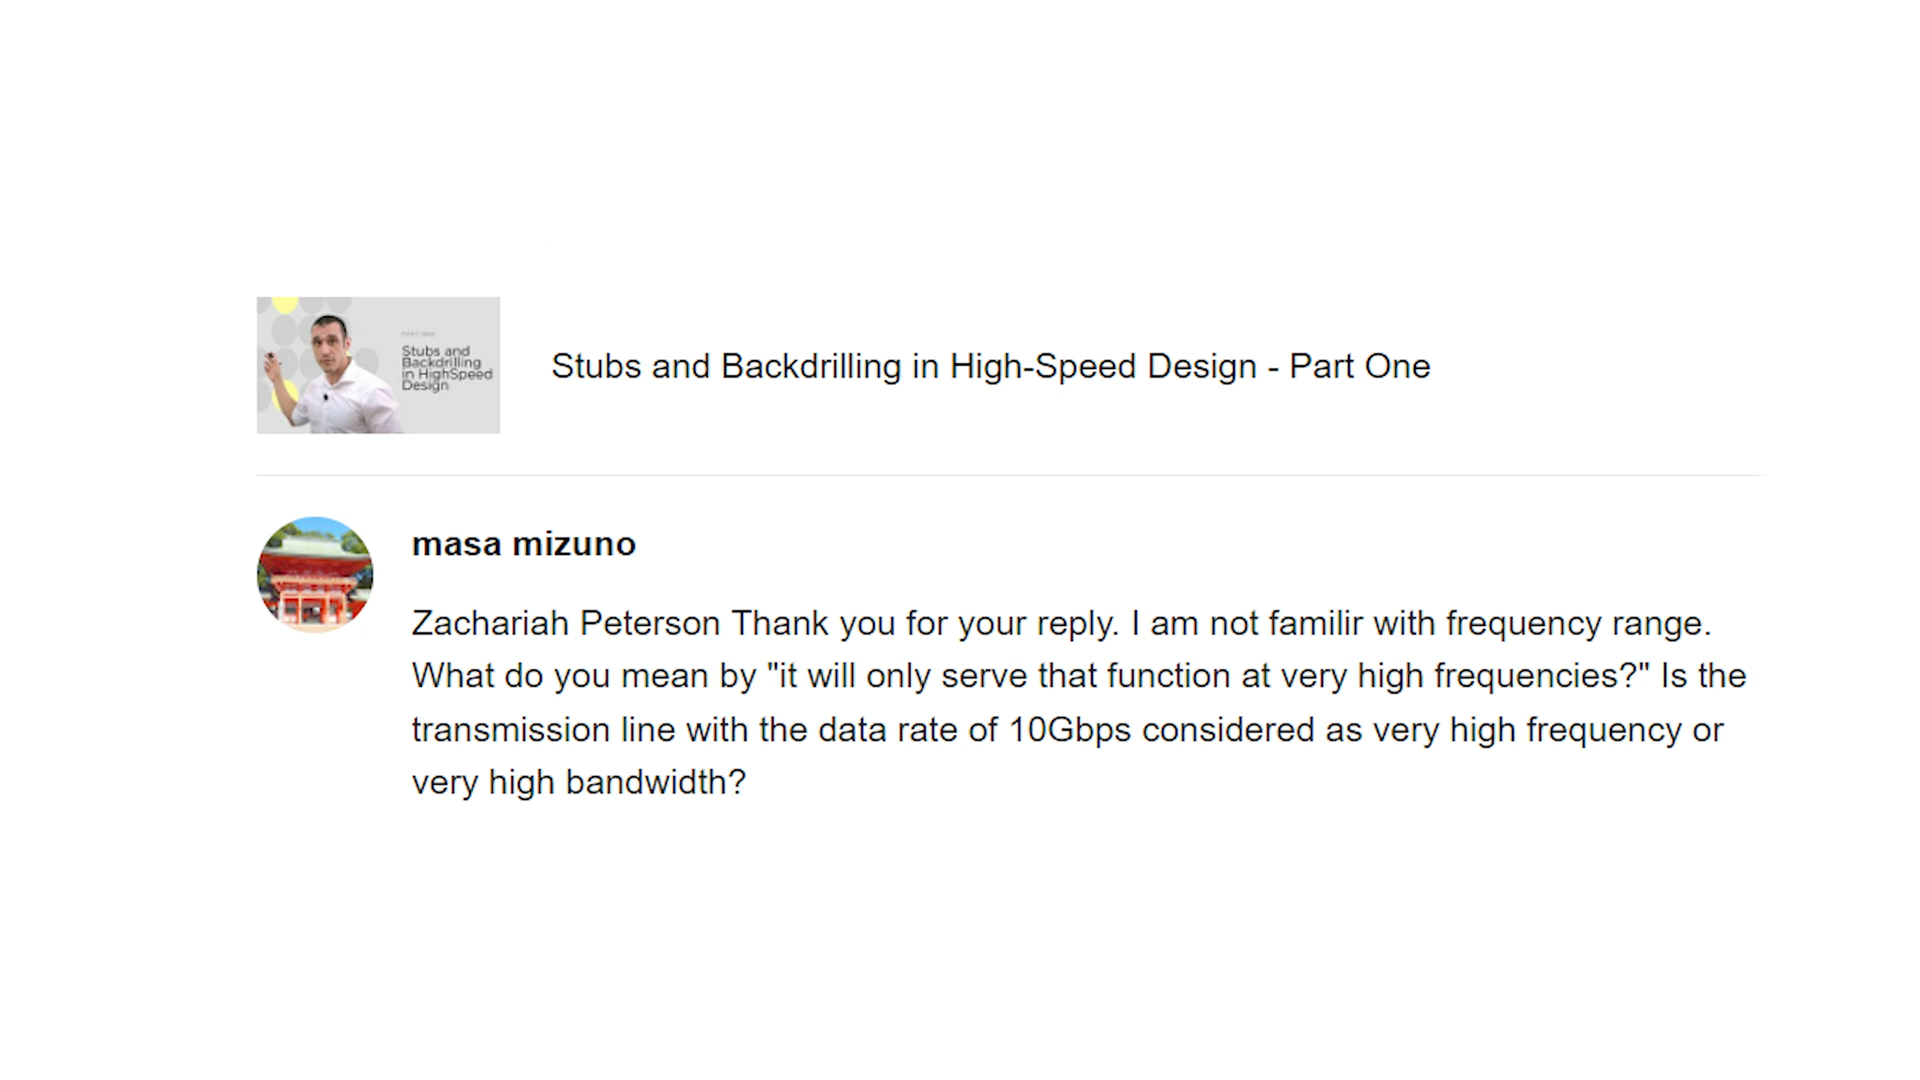 PART ONE
Stubs and
Backdrilling
in HighSpeed
Design
Stubs and Backdrilling in High-Speed Design - Part One
masa mizuno
Zachariah Peterson Thank you for your reply. I am not familir with frequency range.
What do you mean by "it will only serve that function at very high frequencies?" Is the
transmission line with the data rate of 10Gbps considered as very high frequency or
very high bandwidth?